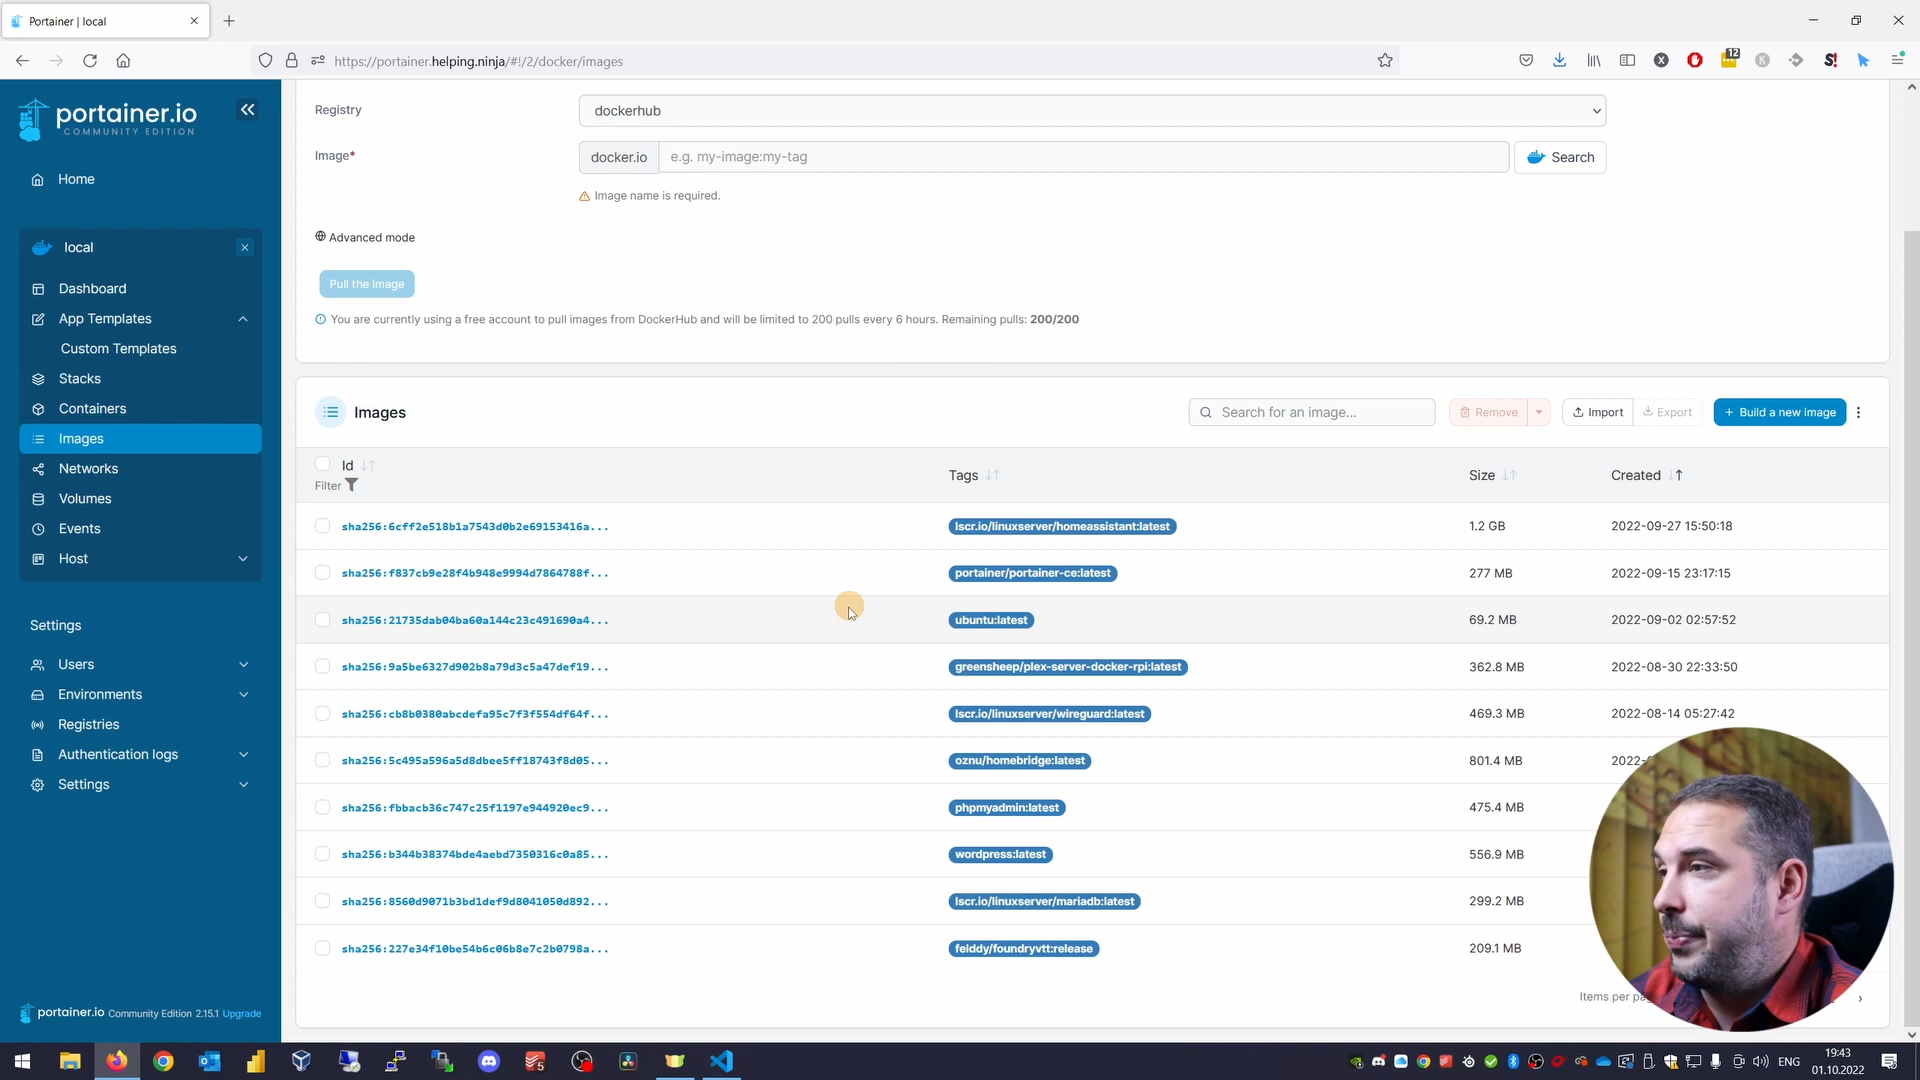 Portainer | local
https://portainer.helping.ninja/#!/2/docker/images
12
portainer.io
COMMUNITY EDITION
Home
local
Dashboard
App Templates
Custom Templates
Stacks
Containers
Images
Networks
Volumes
Events
Host
Settings
Users
Environments
Registries
Authentication logs
Settings
portainer.io Community Edition 2.15.1 Upgrade
Registry
dockerhub
Image*
docker.io
e.g. my-image:my-tag
Search
Image name is required.
Advanced mode
Pull the image
You are currently using a free account to pull images from DockerHub and will be limited to 200 pulls every 6 hours. Remaining pulls: 200/200
Images
Search for an image...
Remove
Import
Export
+ Build a new image
Id
Filter
Tags
Size
Created
sha256:6cff2e518b1a7543d0b2e69153416a... lscr.io/linuxserver/homeassistant:latest 1.2 GB 2022-09-27 15:50:18
sha256:f837cb9e28f4b948e9994d7864788f... portainer/portainer-ce:latest 277 MB 2022-09-15 23:17:15
sha256:21735dab04ba60a144c23c491690a4... ubuntu:latest 69.2 MB 2022-09-02 02:57:52
sha256:9a5be6327d902b8a79d3c5a47def19... greensheep/plex-server-docker-rpi:latest 362.8 MB 2022-08-30 22:33:50
sha256:cb8b0380abcdefa95c7f3f554df64f... lscr.io/linuxserver/wireguard:latest 469.3 MB 2022-08-14 05:27:42
sha256:5c495a596a5d8dbee5ff18743f8d05... oznu/homebridge:latest 801.4 MB 2022-
sha256:fbbacb36c747c25f1197e944920ec9... phpmyadmin:latest 475.4 MB
sha256:b344b38374bde4aebd7350316c0a85... wordpress:latest 556.9 MB
sha256:8560d9071b3bd1def9d8041050d892... lscr.io/linuxserver/mariadb:latest 299.2 MB
sha256:227e34f10be54b6c06b8e7c2b0798a... felddy/foundryvtt:release 209.1 MB
Items per
ENG
19:43
01.10.2022